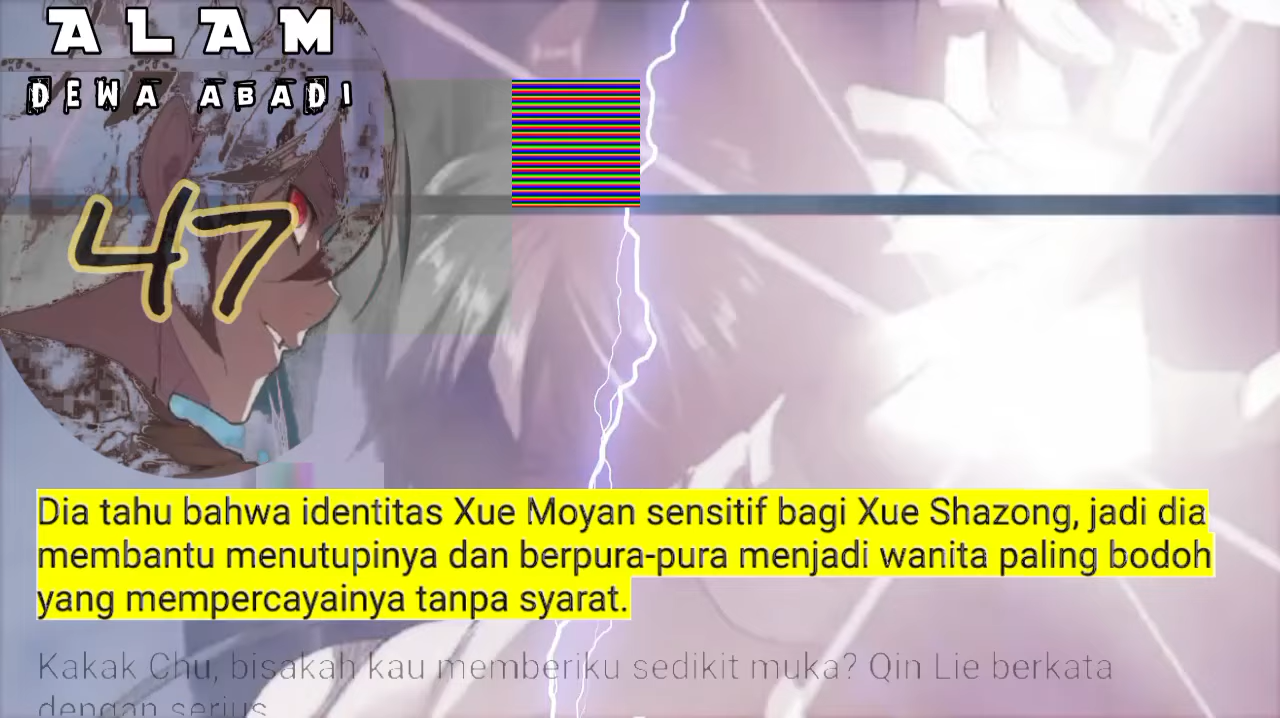 ALAM
DEWA ABADI
47
Dia tahu bahwa identitas Xue Moyan sensitif bagi Xue Shazong, jadi dia
membantu menutupinya dan berpura-pura menjadi wanita paling bodoh
yang mempercayainya tanpa syarat.
Kakak Chu, bisakah kau memberiku sedikit muka? Qin Lie berkata
dengan serius